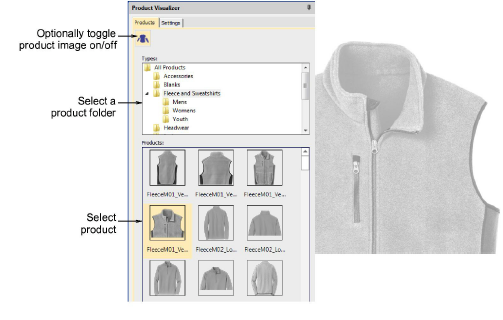 Product Visualizer
Products
Settings
Optionally toggle
product image on/off
Types:
All Products
Accessories
Blanks
Fleece and Sweatshirts
Mens
Womens
Youth
Headwear
Select a
product folder
Products:
FleeceM01_Ve...
FleeceM01_Ve...
FleeceM01_Ve...
Select
product
FleeceM01_Ve...
FleeceM02_Lo...
FleeceM02_Lo...